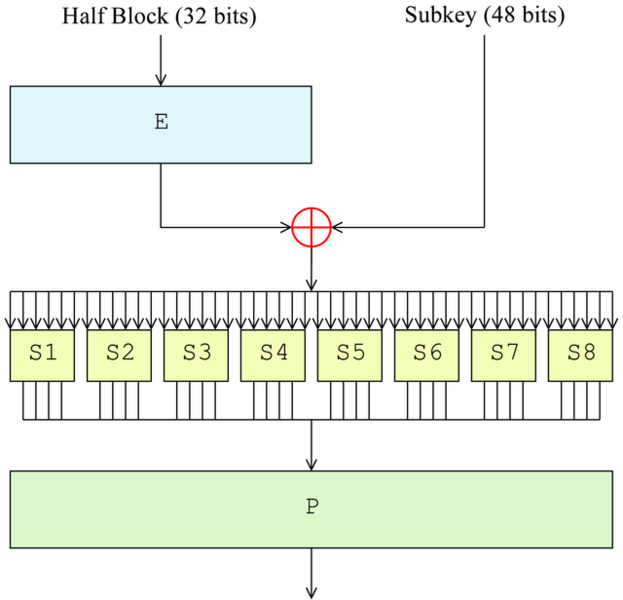 Half Block (32 bits) Subkey (48 bits)
E
S1 S2 S3 S4 S5 S6 S7 S8
P